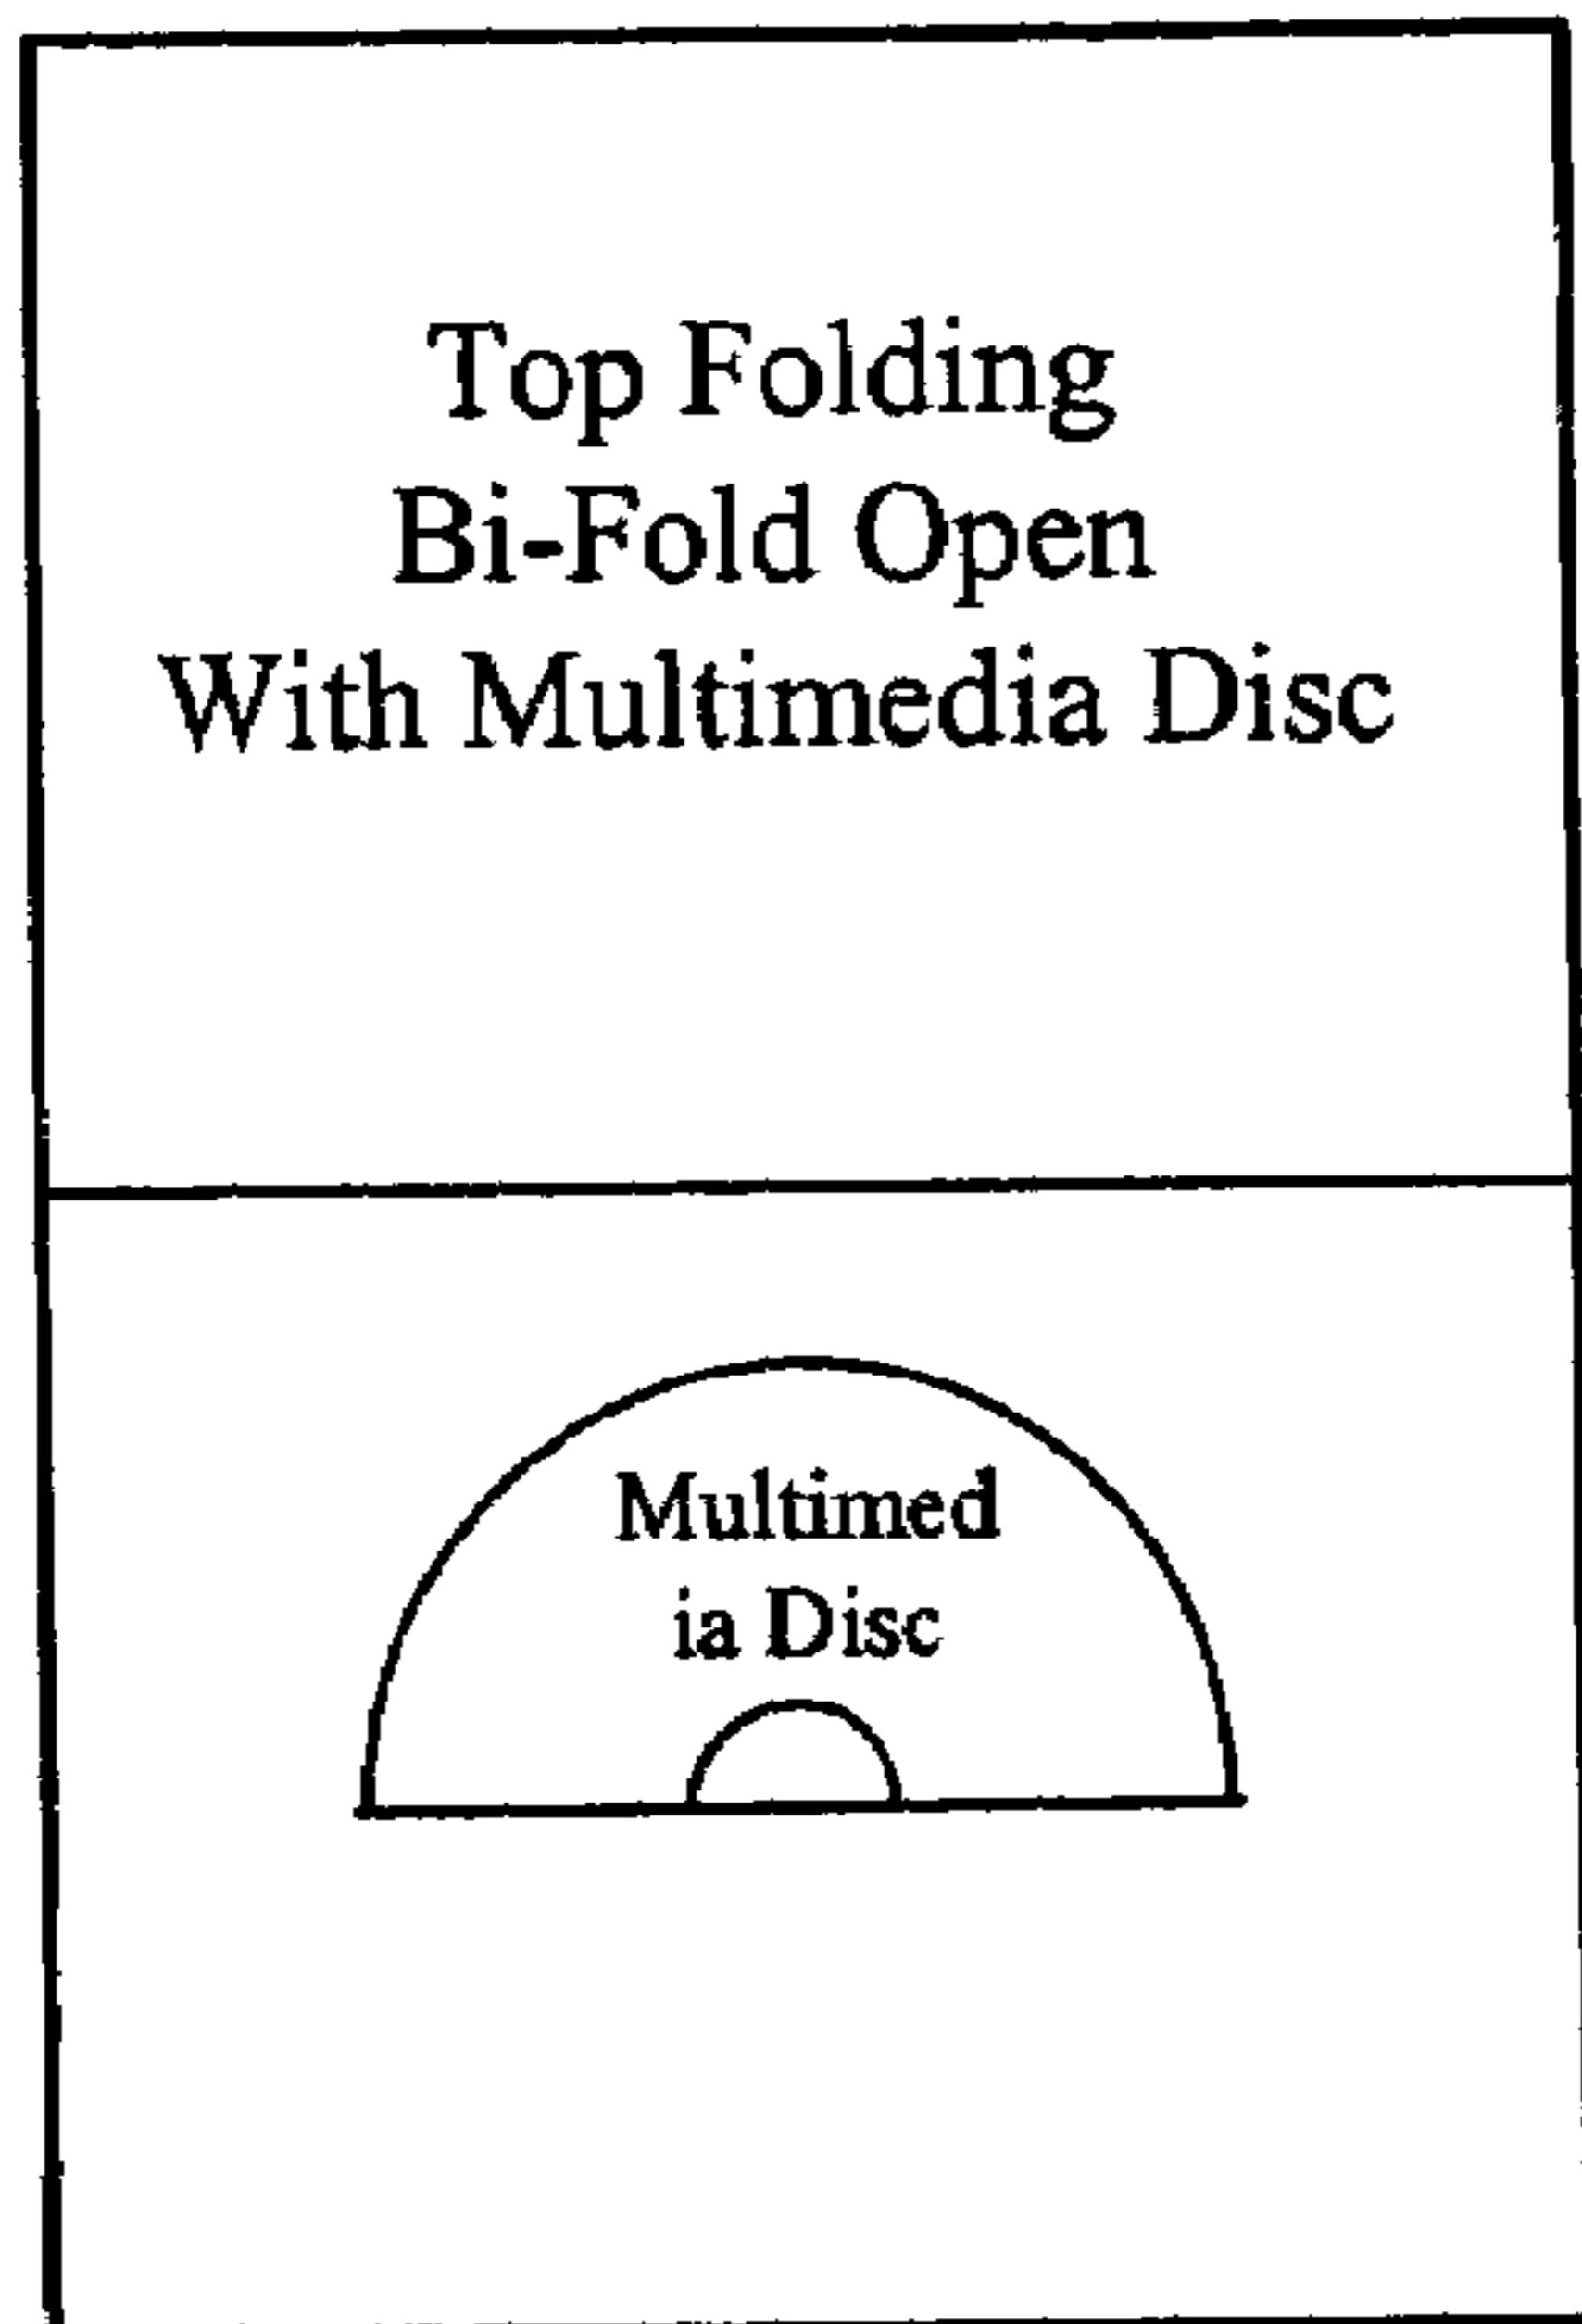 Top Folding
Bi-Fold Open
With Multimedia Disc
Multimed
ia Disc